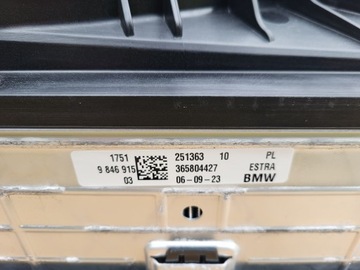 1751 251363 10 PL
9 846 915 365804427 ESTRA
03 06-09-23 BMW